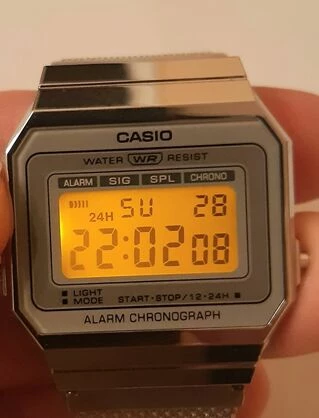 CASIO
WATER WR RESIST
ALARM SIG SPL CHRONO
24H SU 28
22:02 08
LIGHT
MODE START-STOP/12-24H
ALARM CHRONOGRAPH